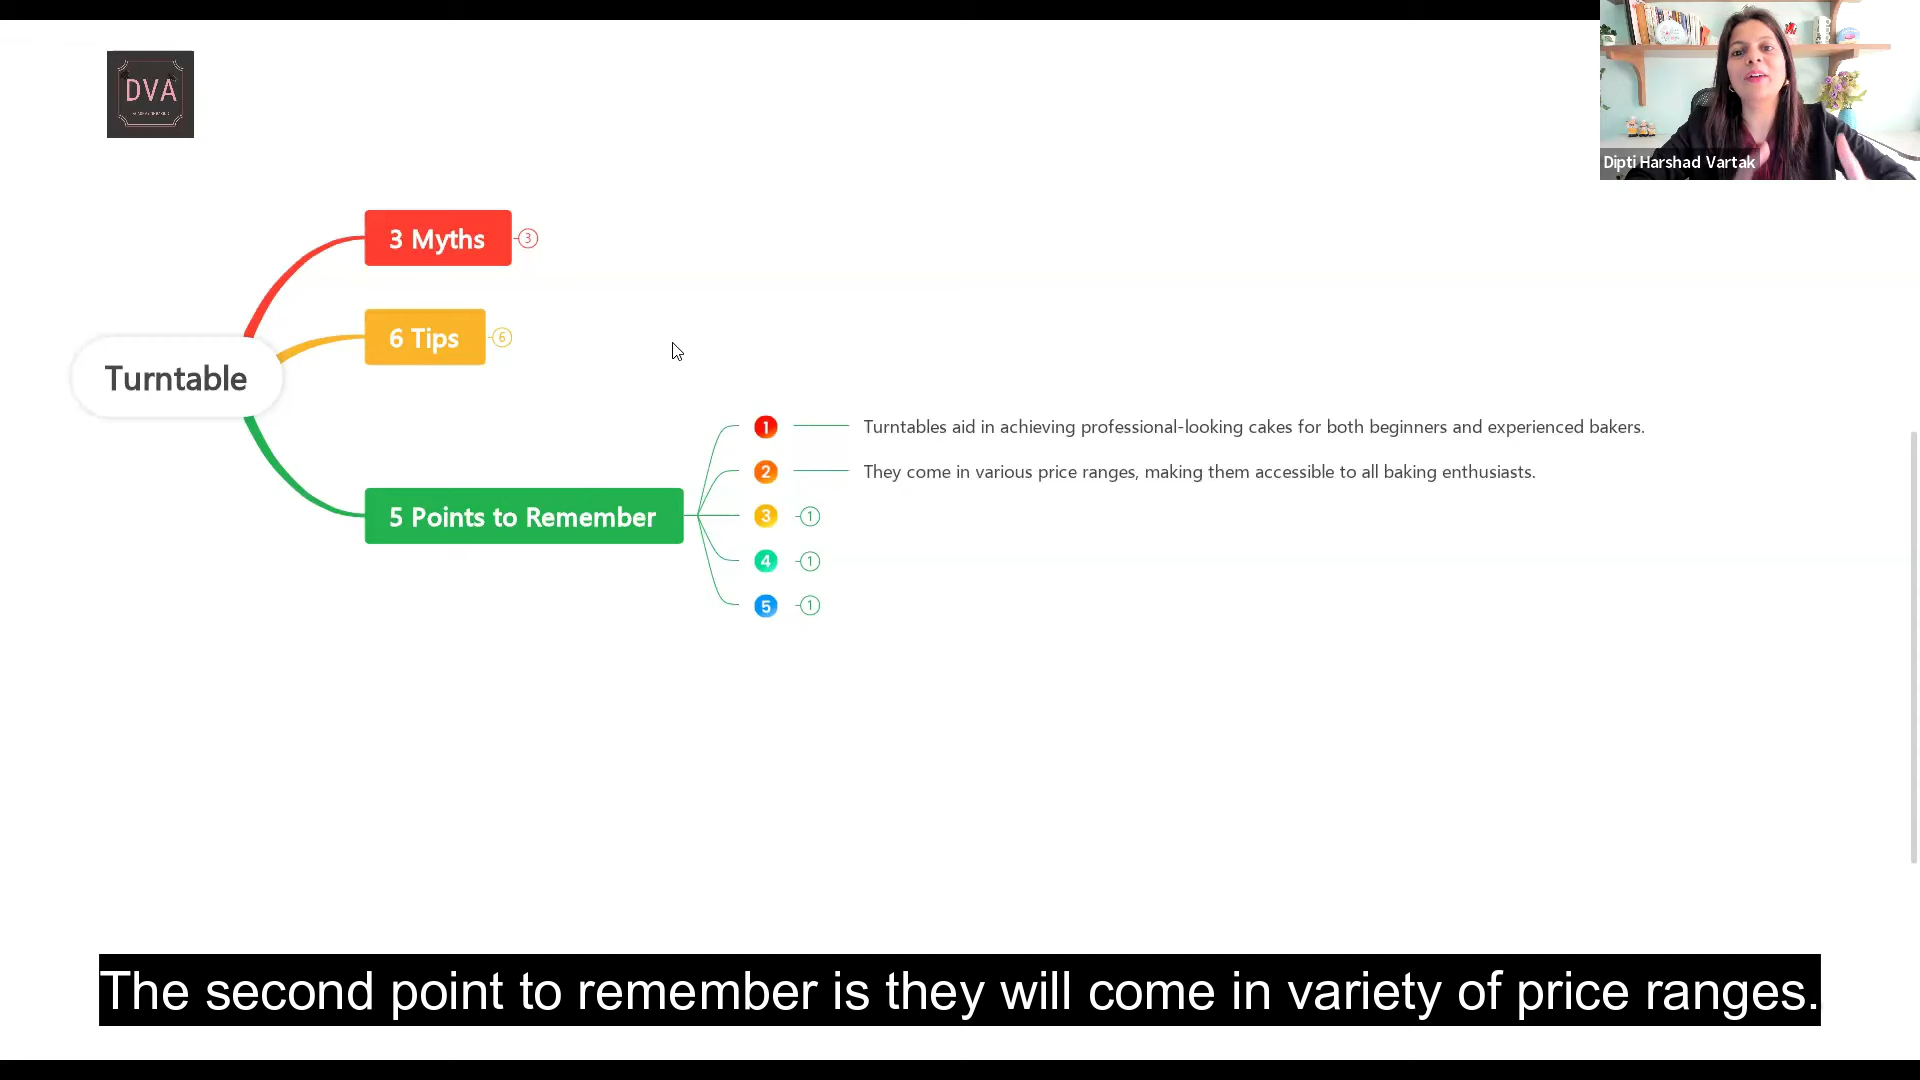 DVA
Dipti Harshad Vartak
3 Myths
3
6 Tips
6
Turntable
5 Points to Remember
1
Turntables aid in achieving professional-looking cakes for both beginners and experienced bakers.
2
They come in various price ranges, making them accessible to all baking enthusiasts.
3
1
4
1
5
1
The second point to remember is they will come in variety of price ranges.